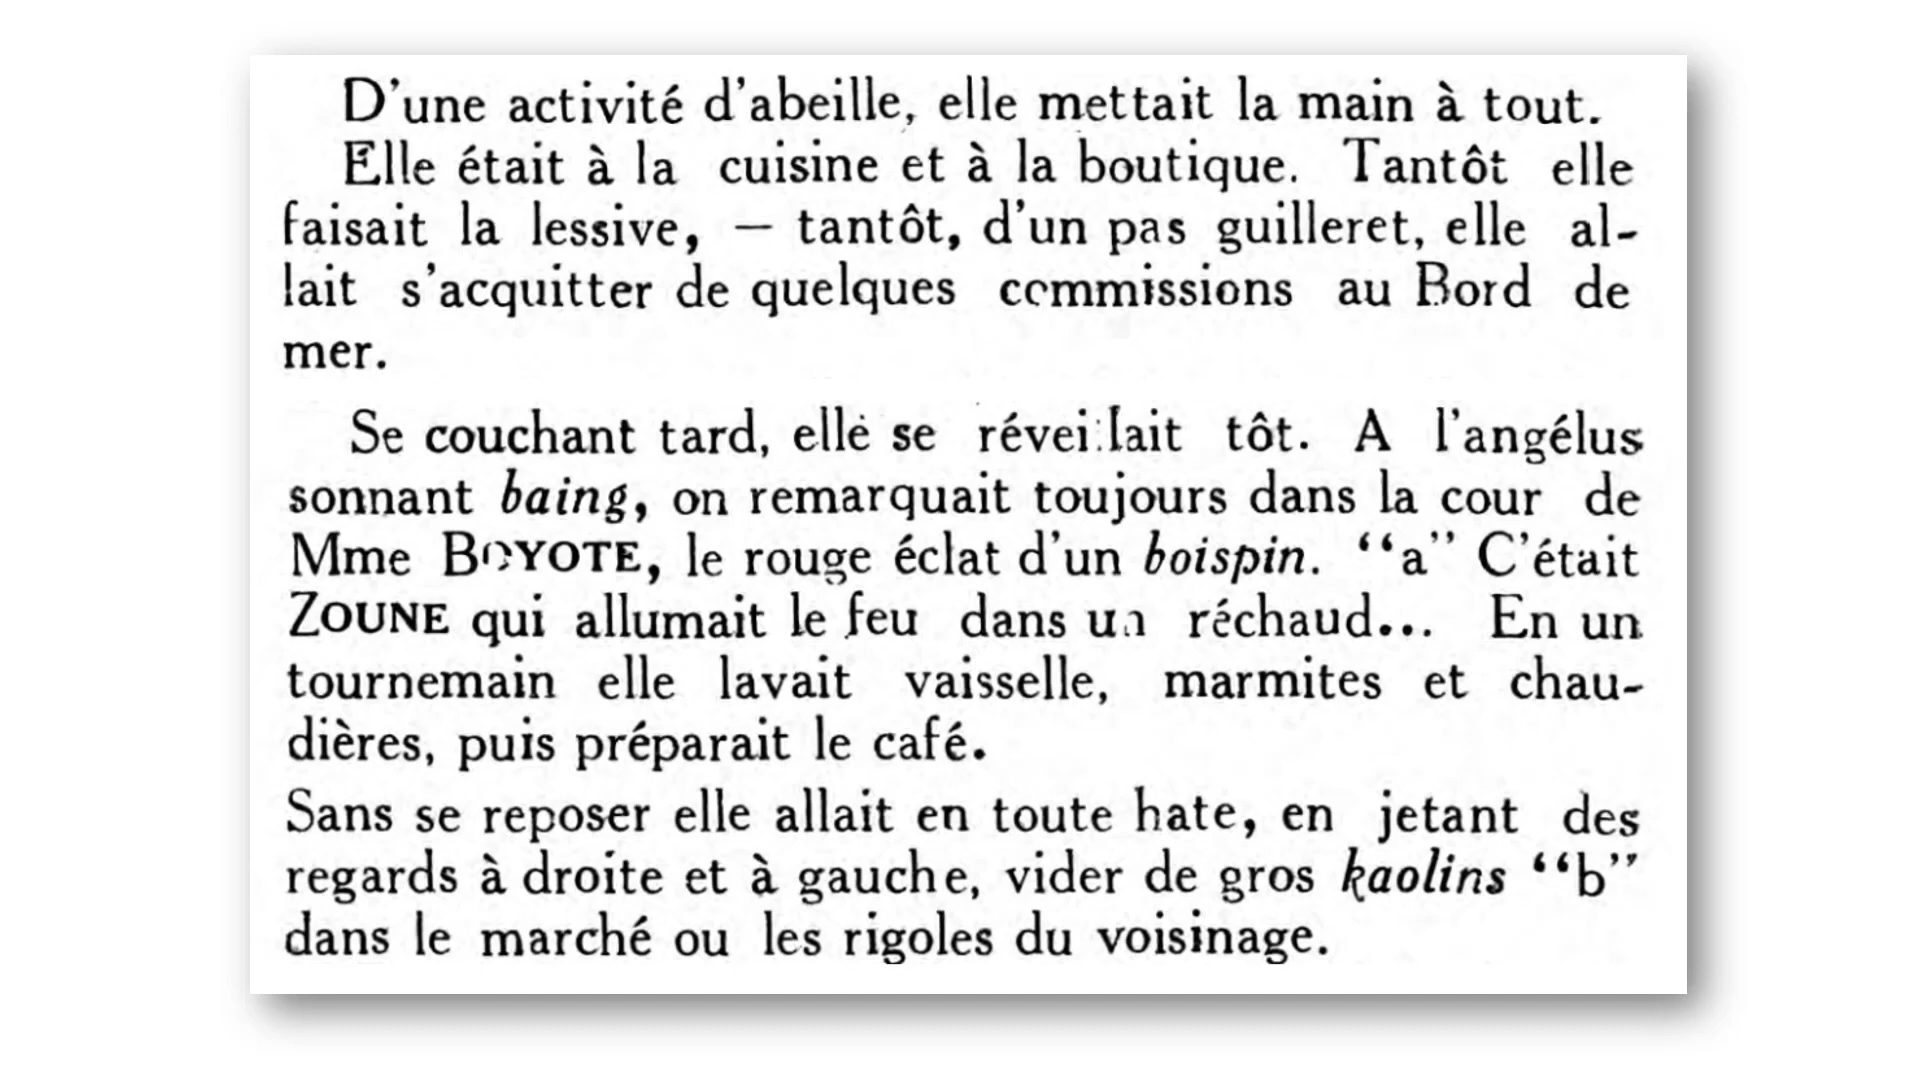 D'une activité d'abeille, elle mettait la main à tout.
Elle était à la cuisine et à la boutique. Tantôt elle
faisait la lessive, — tantôt, d'un pas guilleret, elle al-
lait s'acquitter de quelques commissions au Bord de
mer.
Se couchant tard, elle se réveillait tôt. A l'angélus
sonnant baing, on remarquait toujours dans la cour de
Mme BOYOTE, le rouge éclat d'un boispin. “a” C'était
ZOUNE qui allumait le feu dans un réchaud... En un
tournemain elle lavait vaisselle, marmites et chau-
dières, puis préparait le café.
Sans se reposer elle allait en toute hate, en jetant des
regards à droite et à gauche, vider de gros kaolins “b”
dans le marché ou les rigoles du voisinage.